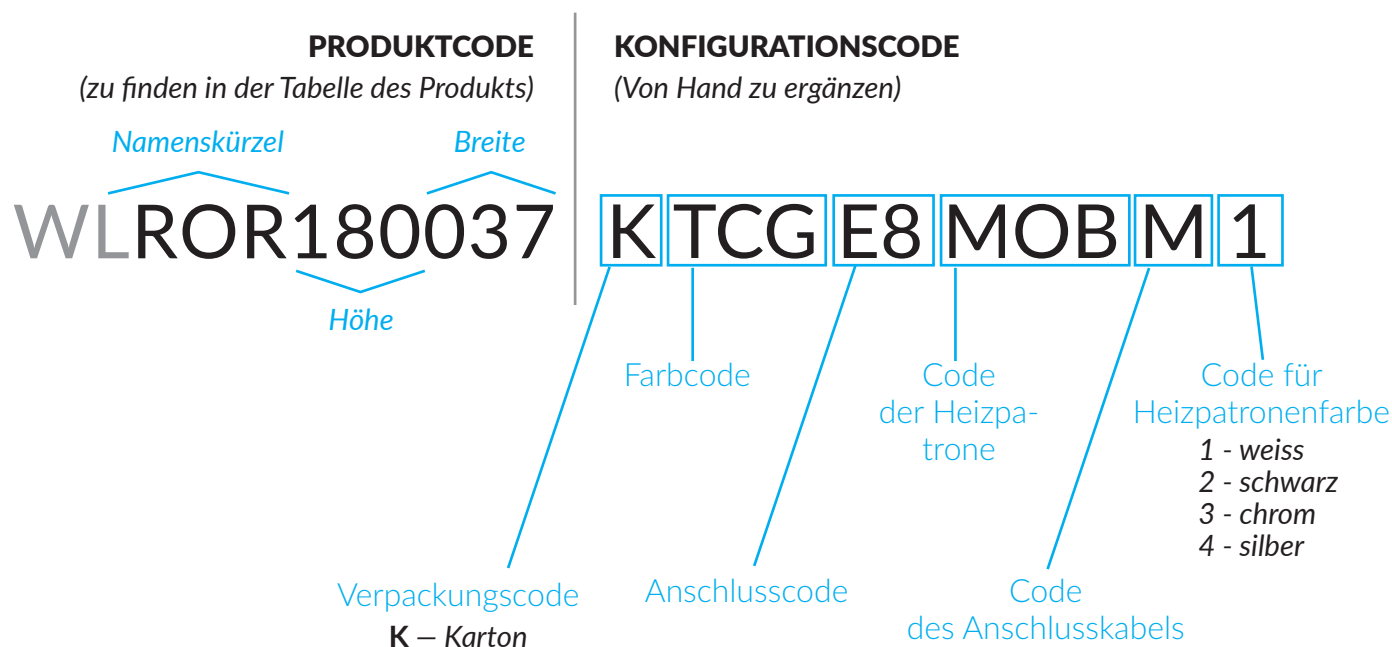 PRODUKTCODE
(zu finden in der Tabelle des Produkts)
KONFIGURATIONSCODE
(Von Hand zu ergänzen)
Namenskürzel
Breite
WLROR180037
K TCG E8 MOB M 1
Höhe
Farbcode
Code
der Heizpa-
trone
Code für
Heizpatronenfarbe
1 - weiss
2 - schwarz
3 - chrom
4 - silber
Verpackungscode
K – Karton
Anschlusscode
Code
des Anschlusskabels